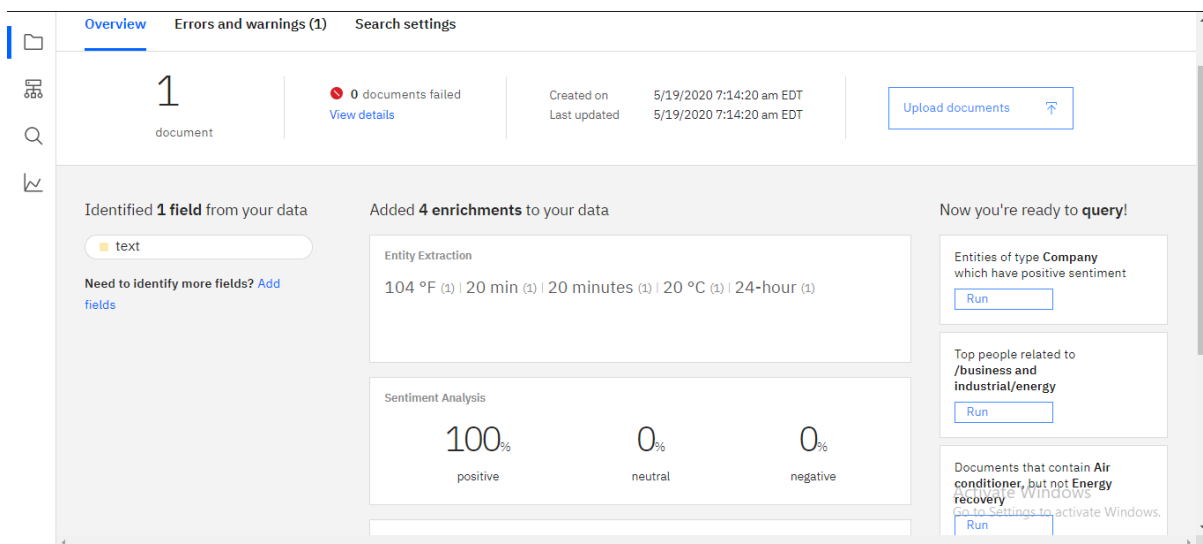 Overview Errors and warnings (1) Search settings
1
document
0 documents failed
View details
Created on 5/19/2020 7:14:20 am EDT
Last updated 5/19/2020 7:14:20 am EDT
Upload documents
Identified 1 field from your data
text
Need to identify more fields? Add
fields
Added 4 enrichments to your data
Entity Extraction
104 °F (1) | 20 min (1) | 20 minutes (1) | 20 °C (1) | 24-hour (1)
Sentiment Analysis
100% 0% 0%
positive neutral negative
Now you're ready to query!
Entities of type Company
which have positive sentiment
Run
Top people related to
/business and
industrial/energy
Run
Documents that contain Air
conditioner, but not Energy
recovery
Run
Activate Windows
Go to Settings to activate Windows.